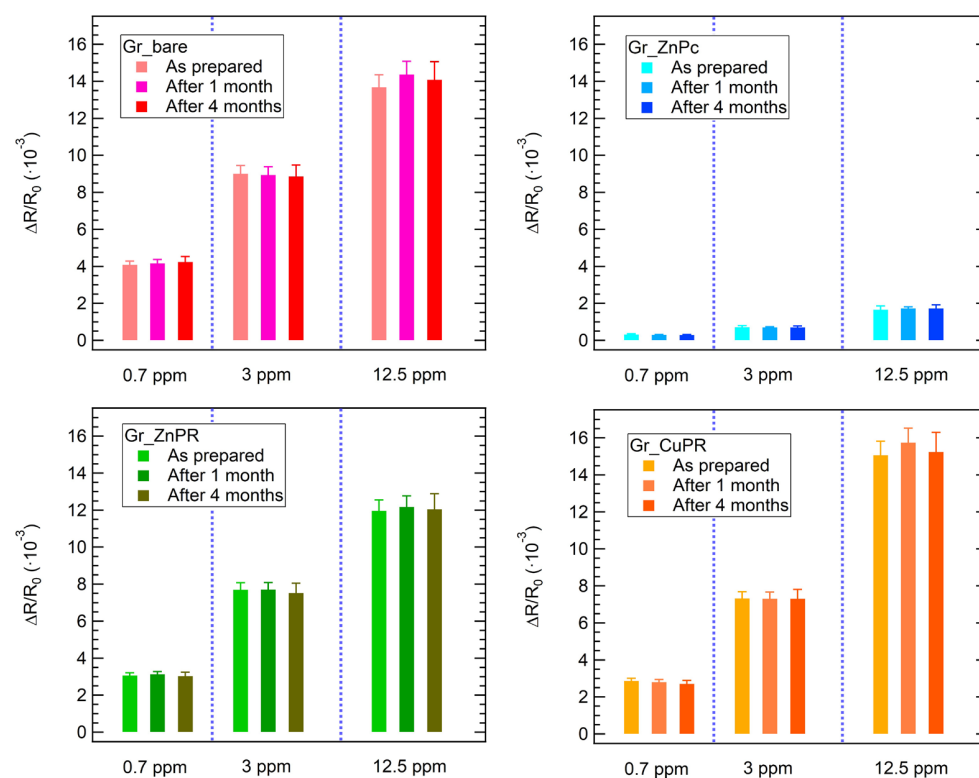 Gr_bare
As prepared
After 1 month
After 4 months
ΔR/R₀ (·10⁻³)
16
14
12
10
8
6
4
2
0
0.7 ppm 3 ppm 12.5 ppm
Gr_ZnPc
As prepared
After 1 month
After 4 months
ΔR/R₀ (·10⁻³)
16
14
12
10
8
6
4
2
0
0.7 ppm 3 ppm 12.5 ppm
Gr_ZnPR
As prepared
After 1 month
After 4 months
ΔR/R₀ (·10⁻³)
16
14
12
10
8
6
4
2
0
0.7 ppm 3 ppm 12.5 ppm
Gr_CuPR
As prepared
After 1 month
After 4 months
ΔR/R₀ (·10⁻³)
16
14
12
10
8
6
4
2
0
0.7 ppm 3 ppm 12.5 ppm